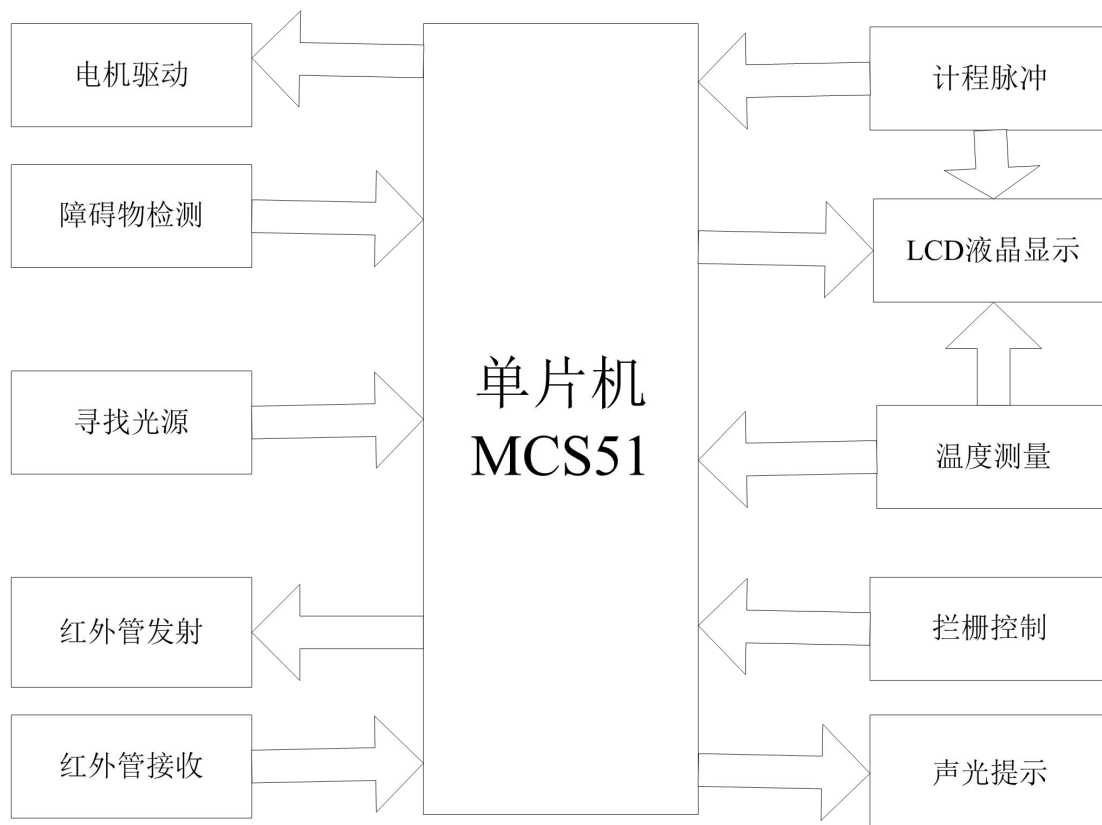 电机驱动
障碍物检测
寻找光源
红外管发射
红外管接收
单片机
MCS51
计程脉冲
LCD液晶显示
温度测量
拦栅控制
声光提示